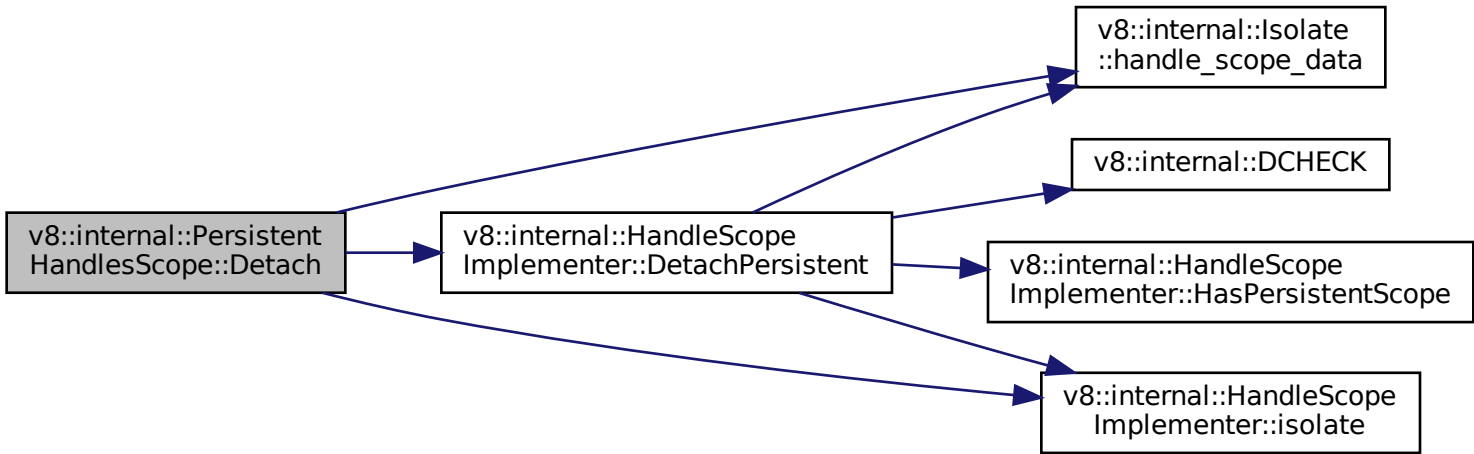 v8::internal::Isolate
::handle_scope_data
v8::internal::DCHECK
v8::internal::Persistent
HandlesScope::Detach
v8::internal::HandleScope
Implementer::DetachPersistent
v8::internal::HandleScope
Implementer::HasPersistentScope
v8::internal::HandleScope
Implementer::isolate